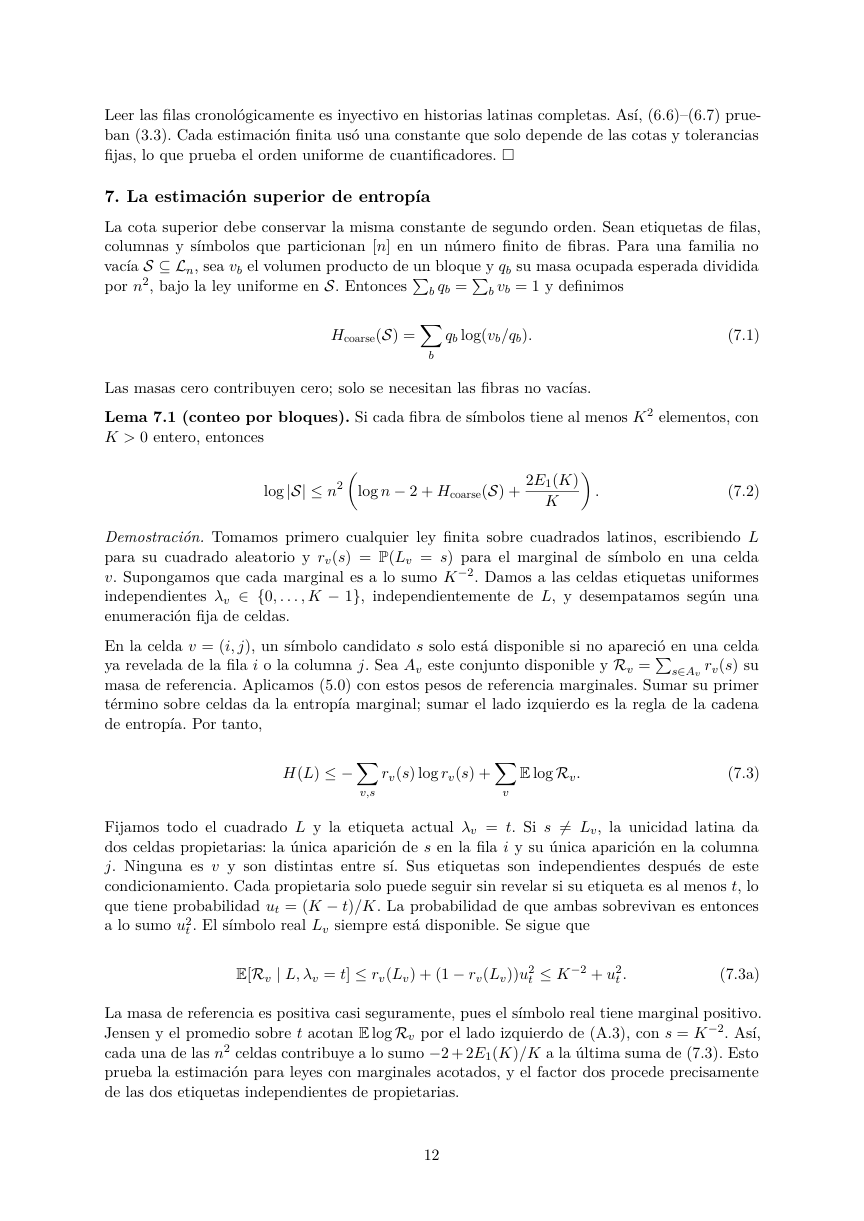 Leer las filas cronológicamente es inyectivo en historias latinas completas. Así, (6.6)–(6.7) prue-
ban (3.3). Cada estimación finita usó una constante que solo depende de las cotas y tolerancias
fijas, lo que prueba el orden uniforme de cuantificadores. □
7. La estimación superior de entropía
La cota superior debe conservar la misma constante de segundo orden. Sean etiquetas de filas,
columnas y símbolos que particionan [n] en un número finito de fibras. Para una familia no
vacía 𝒮 ⊆ ℒₙ, sea v_b el volumen producto de un bloque y q_b su masa ocupada esperada dividida
por n², bajo la ley uniforme en 𝒮. Entonces ∑_b q_b = ∑_b v_b = 1 y definimos
H_coarse(𝒮) = ∑_b q_b log(v_b/q_b). (7.1)
Las masas cero contribuyen cero; solo se necesitan las fibras no vacías.
Lema 7.1 (conteo por bloques). Si cada fibra de símbolos tiene al menos K² elementos, con
K > 0 entero, entonces
log |𝒮| ≤ n² (log n − 2 + H_coarse(𝒮) + 2E₁(K)/K). (7.2)
Demostración. Tomamos primero cualquier ley finita sobre cuadrados latinos, escribiendo L
para su cuadrado aleatorio y r_v(s) = ℙ(L_v = s) para el marginal de símbolo en una celda
v. Supongamos que cada marginal es a lo sumo K⁻². Damos a las celdas etiquetas uniformes
independientes λ_v ∈ {0, . . . , K − 1}, independientemente de L, y desempatamos según una
enumeración fija de celdas.
En la celda v = (i, j), un símbolo candidato s solo está disponible si no apareció en una celda
ya revelada de la fila i o la columna j. Sea A_v este conjunto disponible y ℛ_v = ∑_{s∈A_v} r_v(s) su
masa de referencia. Aplicamos (5.0) con estos pesos de referencia marginales. Sumar su primer
término sobre celdas da la entropía marginal; sumar el lado izquierdo es la regla de la cadena
de entropía. Por tanto,
H(L) ≤ − ∑_{v,s} r_v(s) log r_v(s) + ∑_v 𝔼 log ℛ_v. (7.3)
Fijamos todo el cuadrado L y la etiqueta actual λ_v = t. Si s ≠ L_v, la unicidad latina da
dos celdas propietarias: la única aparición de s en la fila i y su única aparición en la columna
j. Ninguna es v y son distintas entre sí. Sus etiquetas son independientes después de este
condicionamiento. Cada propietaria solo puede seguir sin revelar si su etiqueta es al menos t, lo
que tiene probabilidad u_t = (K − t)/K. La probabilidad de que ambas sobrevivan es entonces
a lo sumo u_t². El símbolo real L_v siempre está disponible. Se sigue que
𝔼[ℛ_v | L, λ_v = t] ≤ r_v(L_v) + (1 − r_v(L_v))u_t² ≤ K⁻² + u_t². (7.3a)
La masa de referencia es positiva casi seguramente, pues el símbolo real tiene marginal positivo.
Jensen y el promedio sobre t acotan 𝔼 log ℛ_v por el lado izquierdo de (A.3), con s = K⁻². Así,
cada una de las n² celdas contribuye a lo sumo −2 + 2E₁(K)/K a la última suma de (7.3). Esto
prueba la estimación para leyes con marginales acotados, y el factor dos procede precisamente
de las dos etiquetas independientes de propietarias.
12